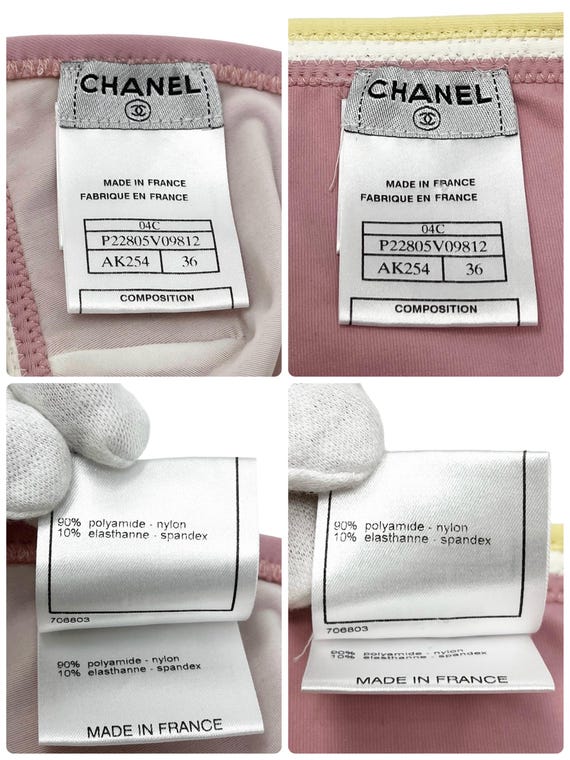 CHANEL
MADE IN FRANCE
FABRIQUE EN FRANCE
04C
P22805V09812
AK254 36
COMPOSITION
CHANEL
MADE IN FRANCE
FABRIQUE EN FRANCE
04C
P22805V09812
AK254 36
COMPOSITION
90% polyamide - nylon
10% elasthanne - spandex
706803
90% polyamide - nylon
10% elasthanne - spandex
MADE IN FRANCE
90% polyamide - nylon
10% elasthanne - spandex
706803
90% polyamide - nylon
10% elasthanne - spandex
MADE IN FRANCE